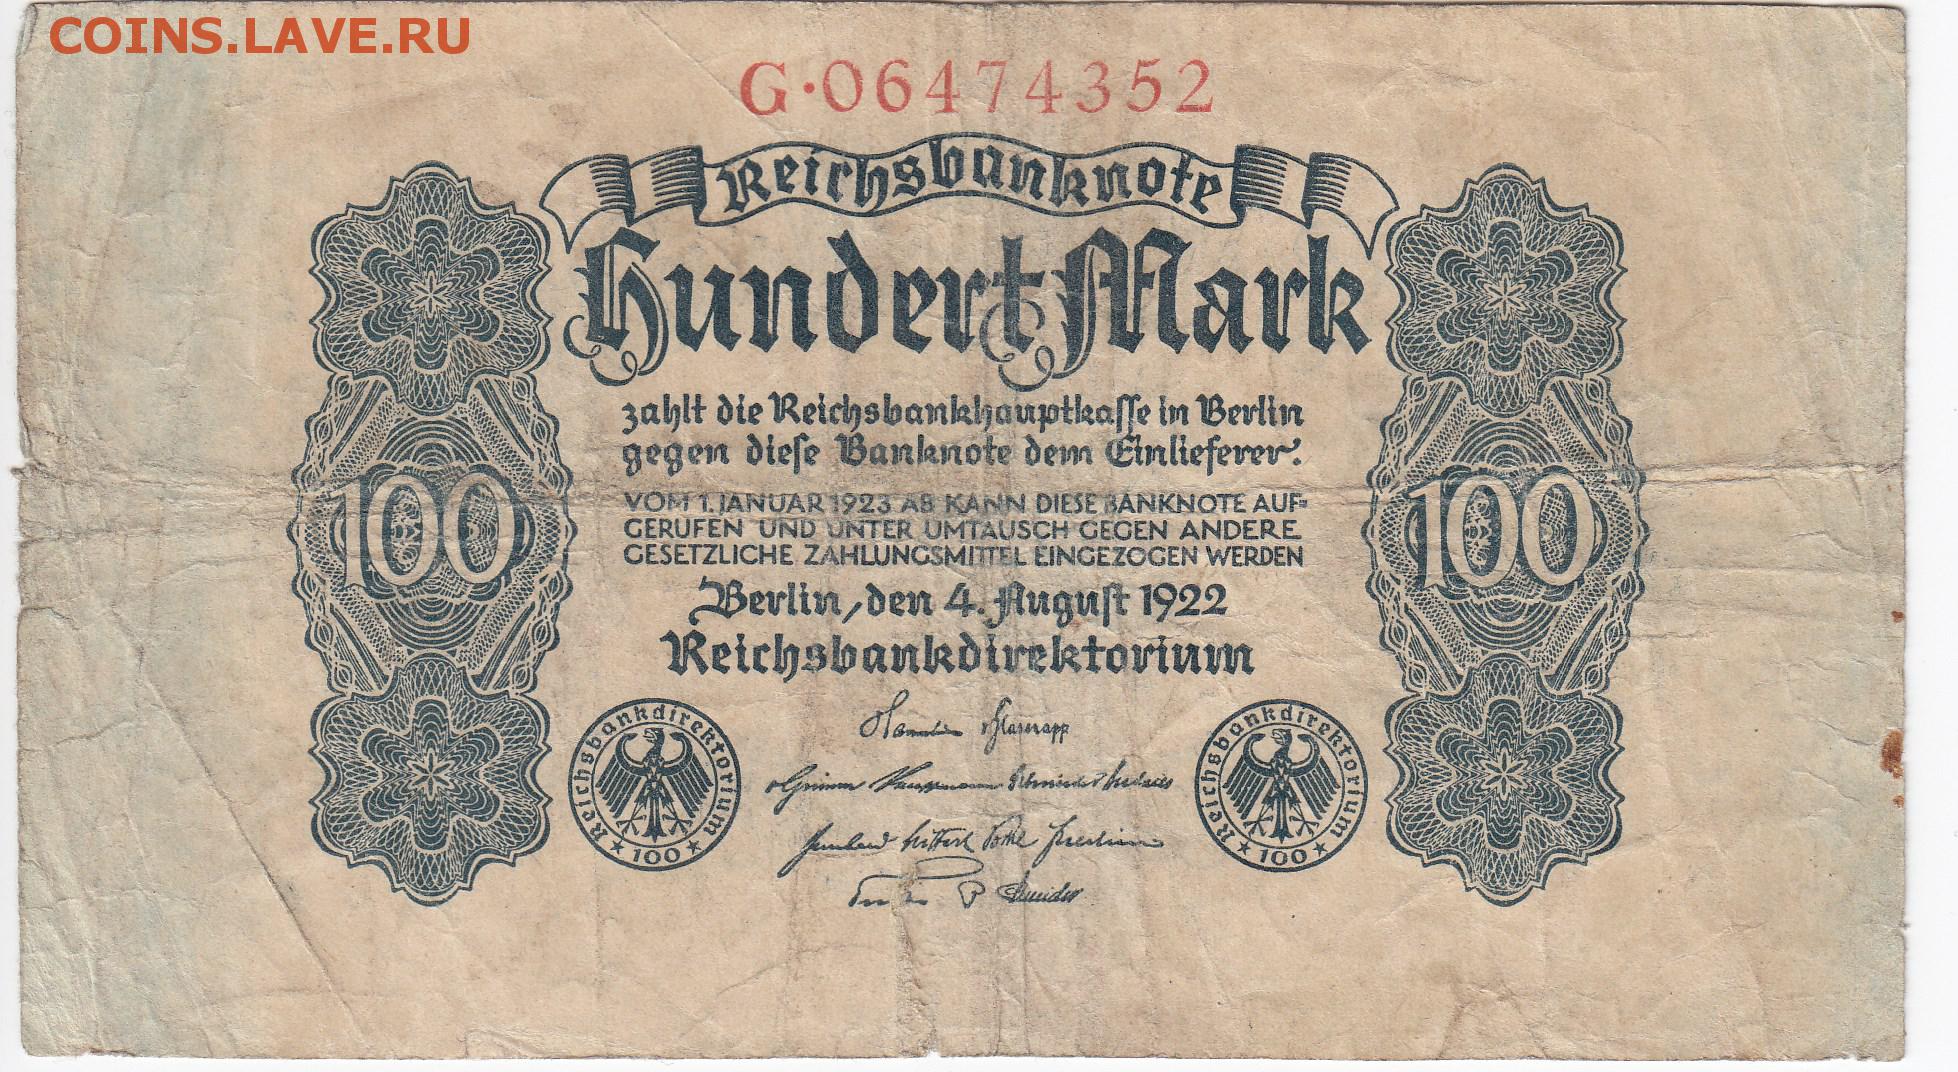 COINS.LAVE.RU
G·06474352
Reichsbanknote
Hundert Mark
zahlt die Reichsbankhauptkasse in Berlin
gegen diese Banknote dem Einlieferer.
VOM 1. JANUAR 1923 AB KANN DIESE BANKNOTE AUF=
GERUFEN UND UNTER UMTAUSCH GEGEN ANDERE
GESETZLICHE ZAHLUNGSMITTEL EINGEZOGEN WERDEN
100
100
Berlin, den 4. August 1922
Reichsbankdirektorium
Reichsbankdirektorium
★ 100 ★
Reichsbankdirektorium
★ 100 ★